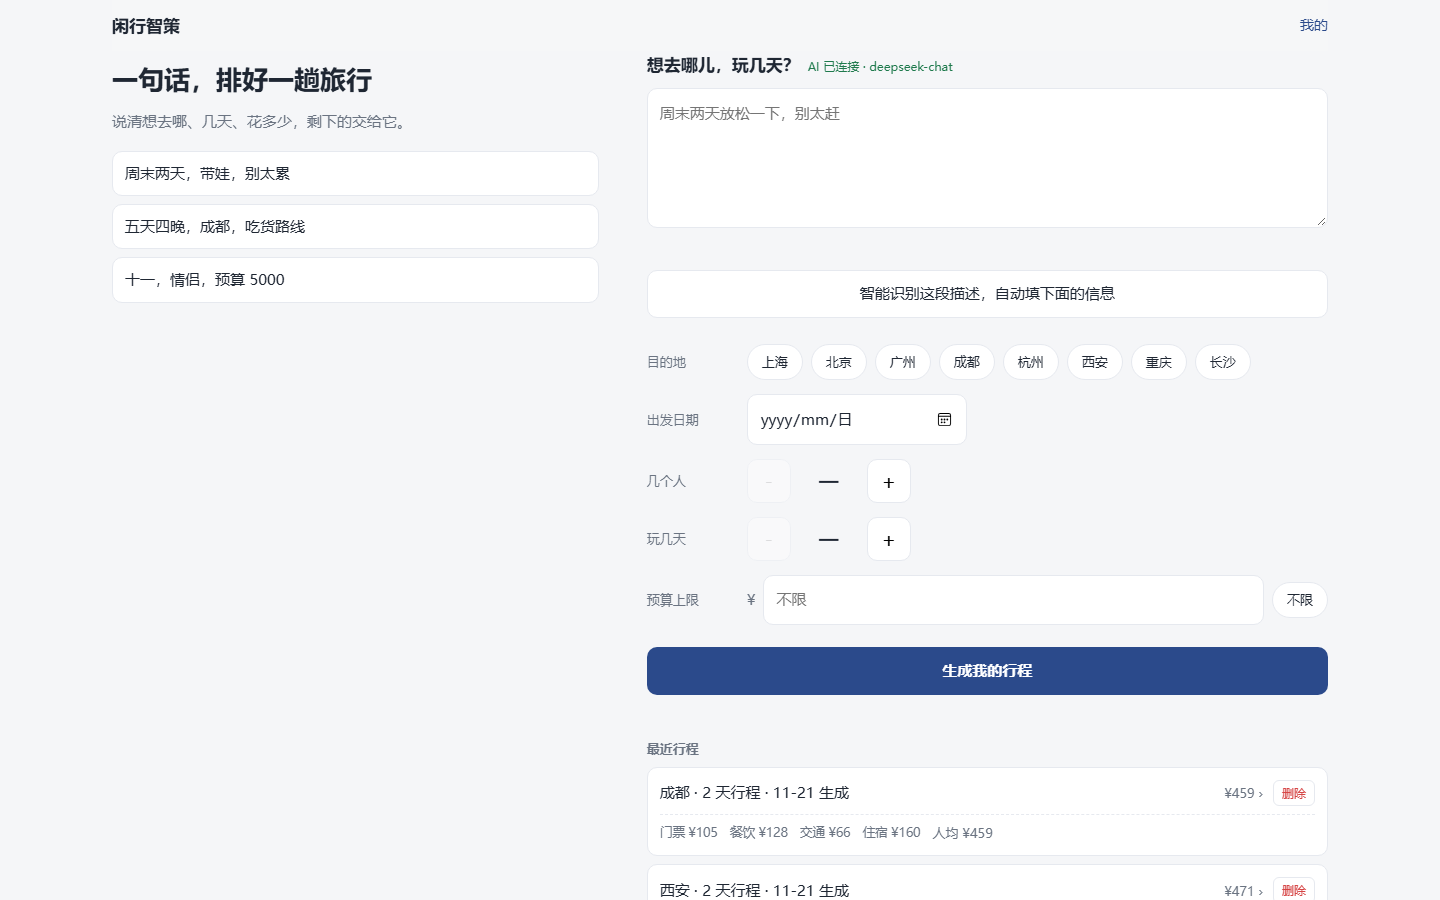 闲行智策
我的
一句话，排好一趟旅行
说清想去哪、几天、花多少，剩下的交给它。
周末两天，带娃，别太累
五天四晚，成都，吃货路线
十一，情侣，预算 5000
想去哪儿，玩几天？ AI 已连接 · deepseek-chat
周末两天放松一下，别太赶
智能识别这段描述，自动填下面的信息
目的地 上海 北京 广州 成都 杭州 西安 重庆 长沙
出发日期 yyyy/mm/日
几个人 - — +
玩几天 - — +
预算上限 ¥ 不限 不限
生成我的行程
最近行程
成都 · 2 天行程 · 11-21 生成 ¥459 › 删除
门票 ¥105 餐饮 ¥128 交通 ¥66 住宿 ¥160 人均 ¥459
西安 · 2 天行程 · 11-21 生成 ¥471 › 删除